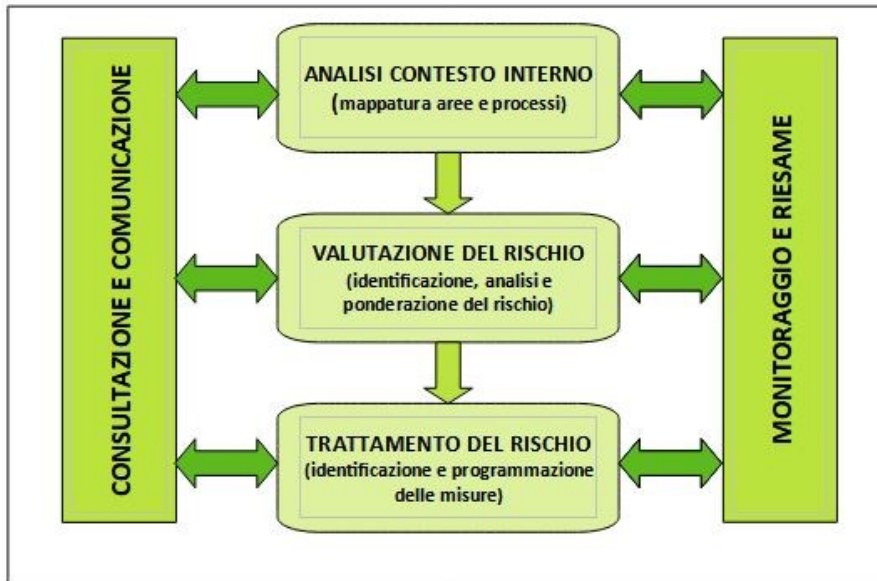 CONSULTAZIONE E COMUNICAZIONE
ANALISI CONTESTO INTERNO
(mappatura aree e processi)
VALUTAZIONE DEL RISCHIO
(identificazione, analisi e
ponderazione del rischio)
TRATTAMENTO DEL RISCHIO
(identificazione e programmazione
delle misure)
MONITORAGGIO E RIESAME